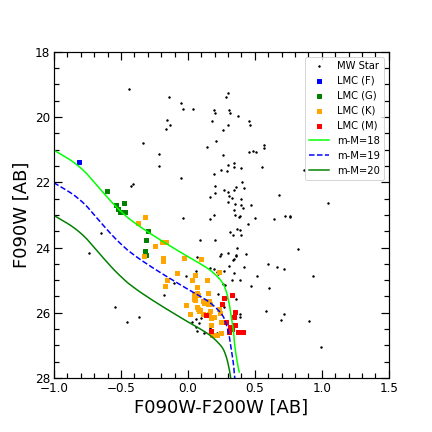 18
20
22
24
26
28
F090W [AB]
MW Star
LMC (F)
LMC (G)
LMC (K)
LMC (M)
m-M=18
m-M=19
m-M=20
−1.0 −0.5 0.0 0.5 1.0 1.5
F090W-F200W [AB]